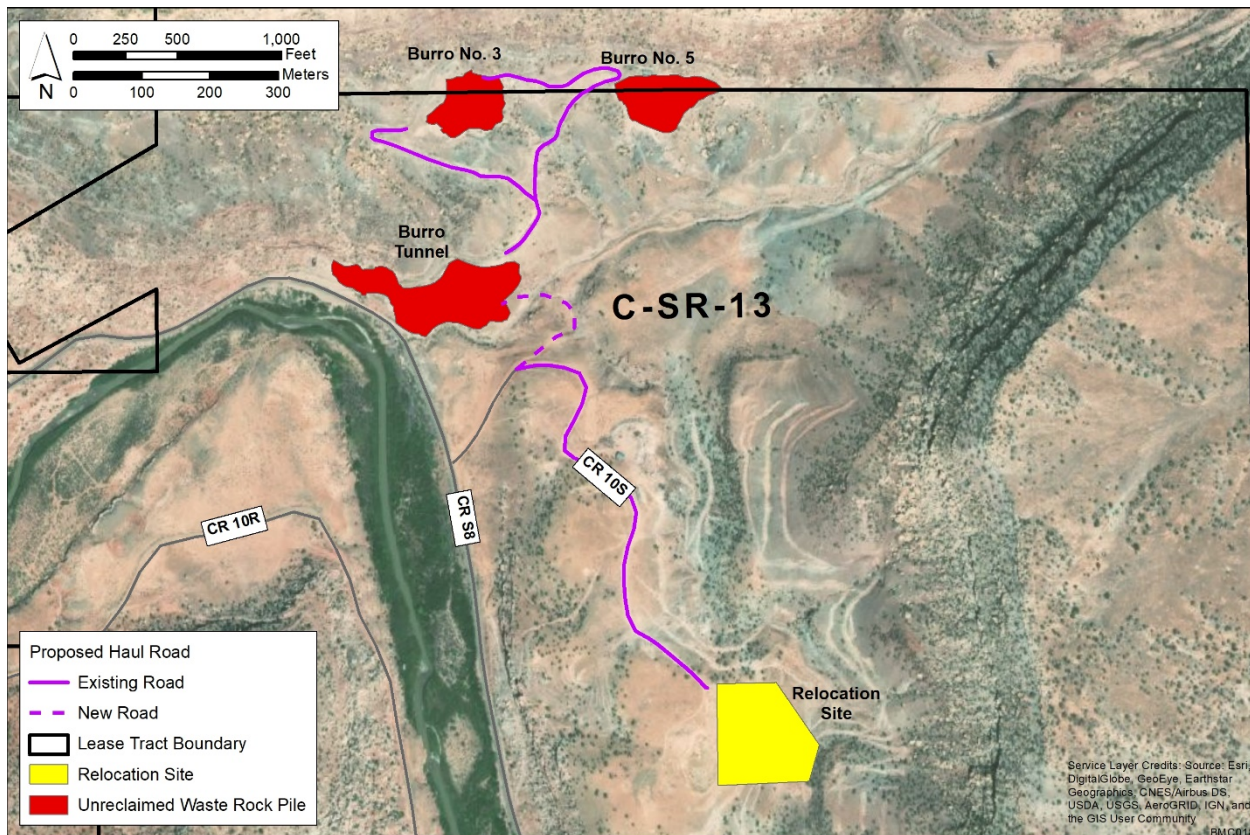 0 250 500 1,000
Feet
Meters
0 100 200 300
N
Burro No. 3
Burro No. 5
Burro
Tunnel
C-SR-13
CR 10S
CR S8
CR 10R
Relocation
Site
Proposed Haul Road
Existing Road
New Road
Lease Tract Boundary
Relocation Site
Unreclaimed Waste Rock Pile
Service Layer Credits: Source: Esri,
DigitalGlobe, GeoEye, Earthstar
Geographics, CNES/Airbus DS,
USDA, USGS, AeroGRID, IGN, and
the GIS User Community